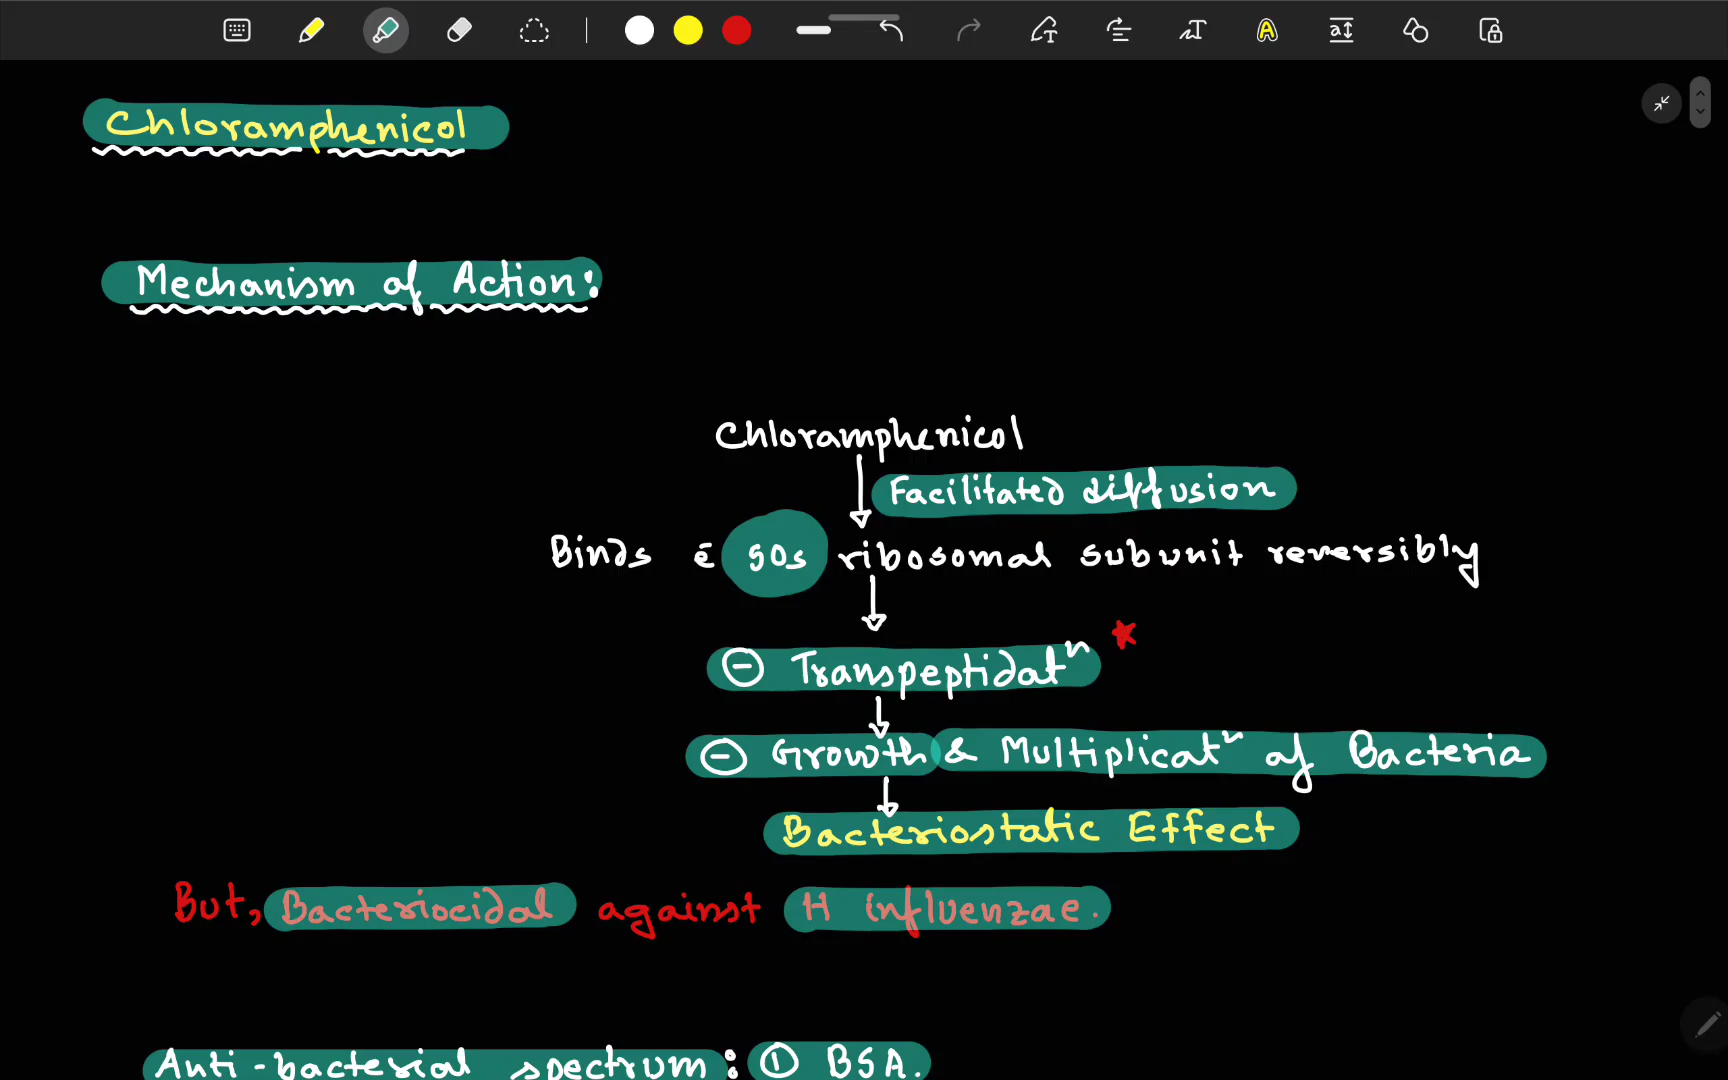 Chloramphenicol
Mechanism of Action:
Chloramphenicol
Facilitated diffusion
Binds c̄ 50s ribosomal subunit reversibly
⊖ Transpeptidatⁿ ★
⊖ Growth & Multiplicatⁿ of Bacteria
Bacteriostatic Effect
But, Bacteriocidal against H influenzae.
Anti-bacterial spectrum: ① BSA.